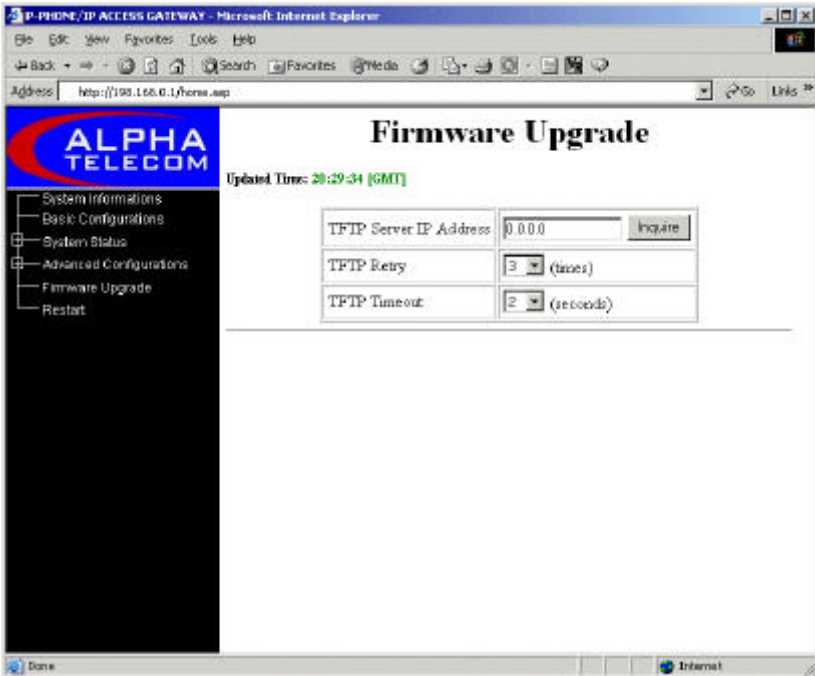 P-PHONE/IP ACCESS GATEWAY - Microsoft Internet Explorer
File Edit View Favorites Tools Help
Back Search Favorites Media
Address http://198.168.0.1/home.asp Go Links »
ALPHA
TELECOM
System Informations
Basic Configurations
System Status
Advanced Configurations
Firmware Upgrade
Restart
Firmware Upgrade
Updated Time: 20:29:34 [GMT]
TFTP Server IP Address 0.0.0.0 Inquire
TFTP Retry 3 (times)
TFTP Timeout 2 (seconds)
Done Internet